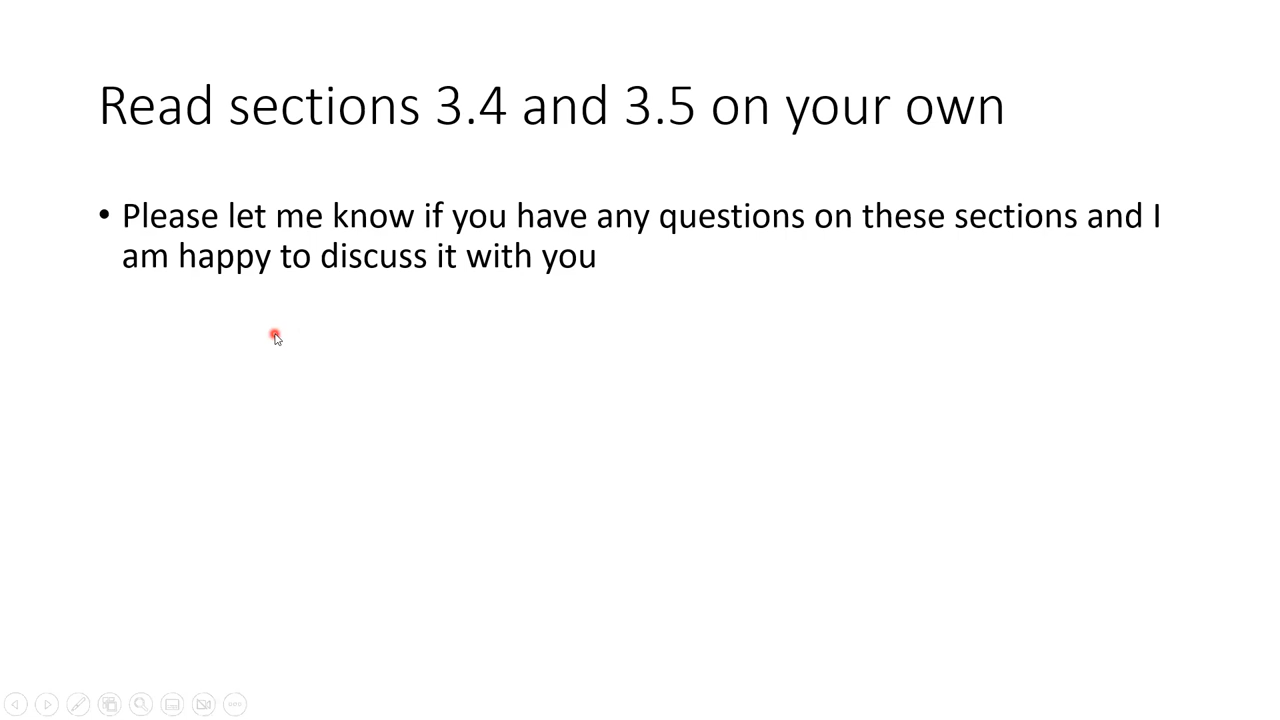 Read sections 3.4 and 3.5 on your own
• Please let me know if you have any questions on these sections and I
am happy to discuss it with you